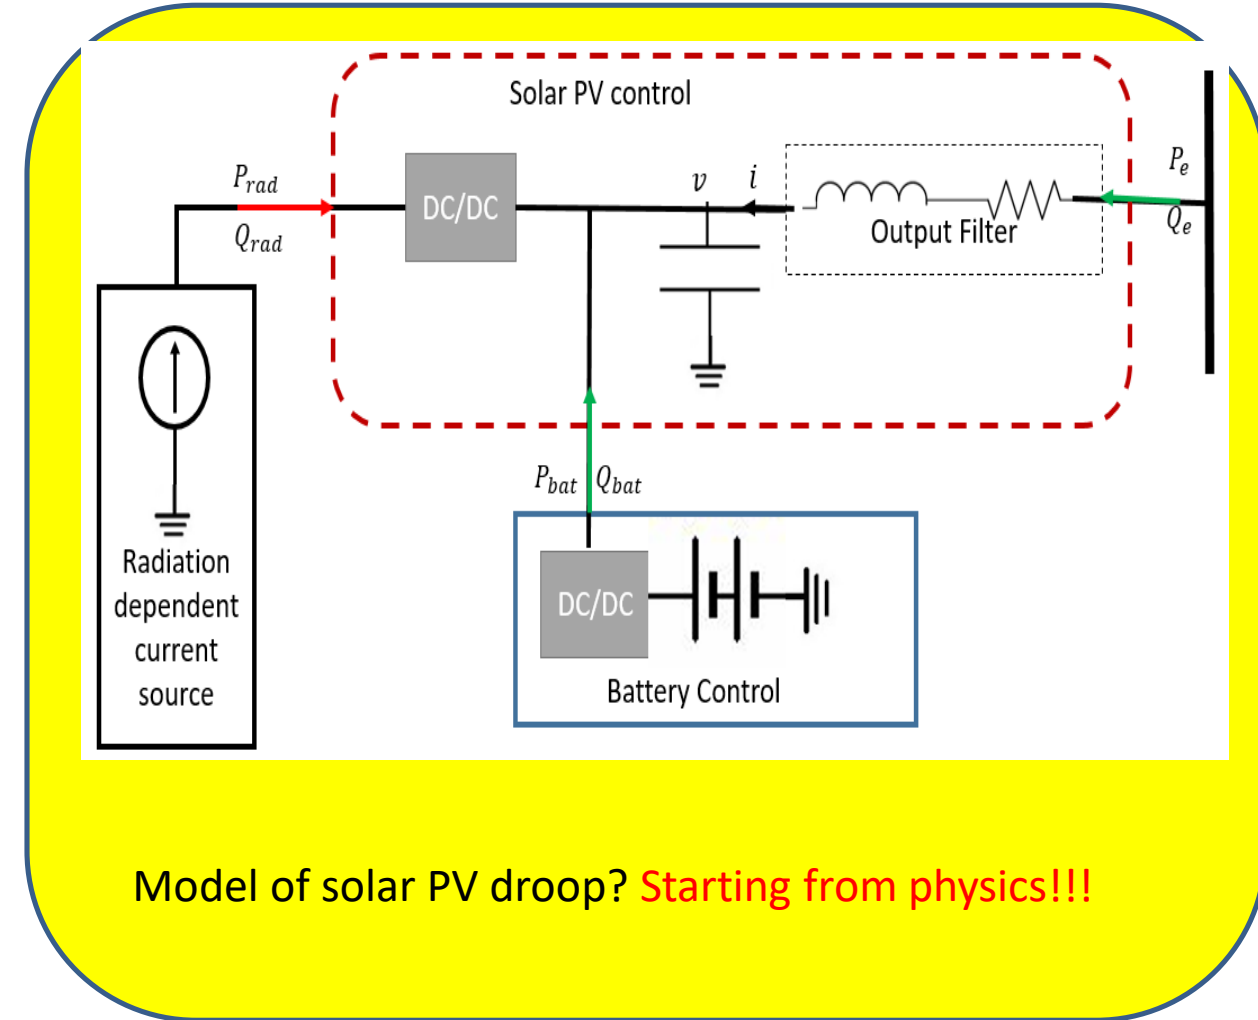 Solar PV control
P_rad
Q_rad
DC/DC
v
i
Output Filter
P_e
Q_e
P_bat
Q_bat
Radiation
dependent
current
source
DC/DC
Battery Control
Model of solar PV droop? Starting from physics!!!